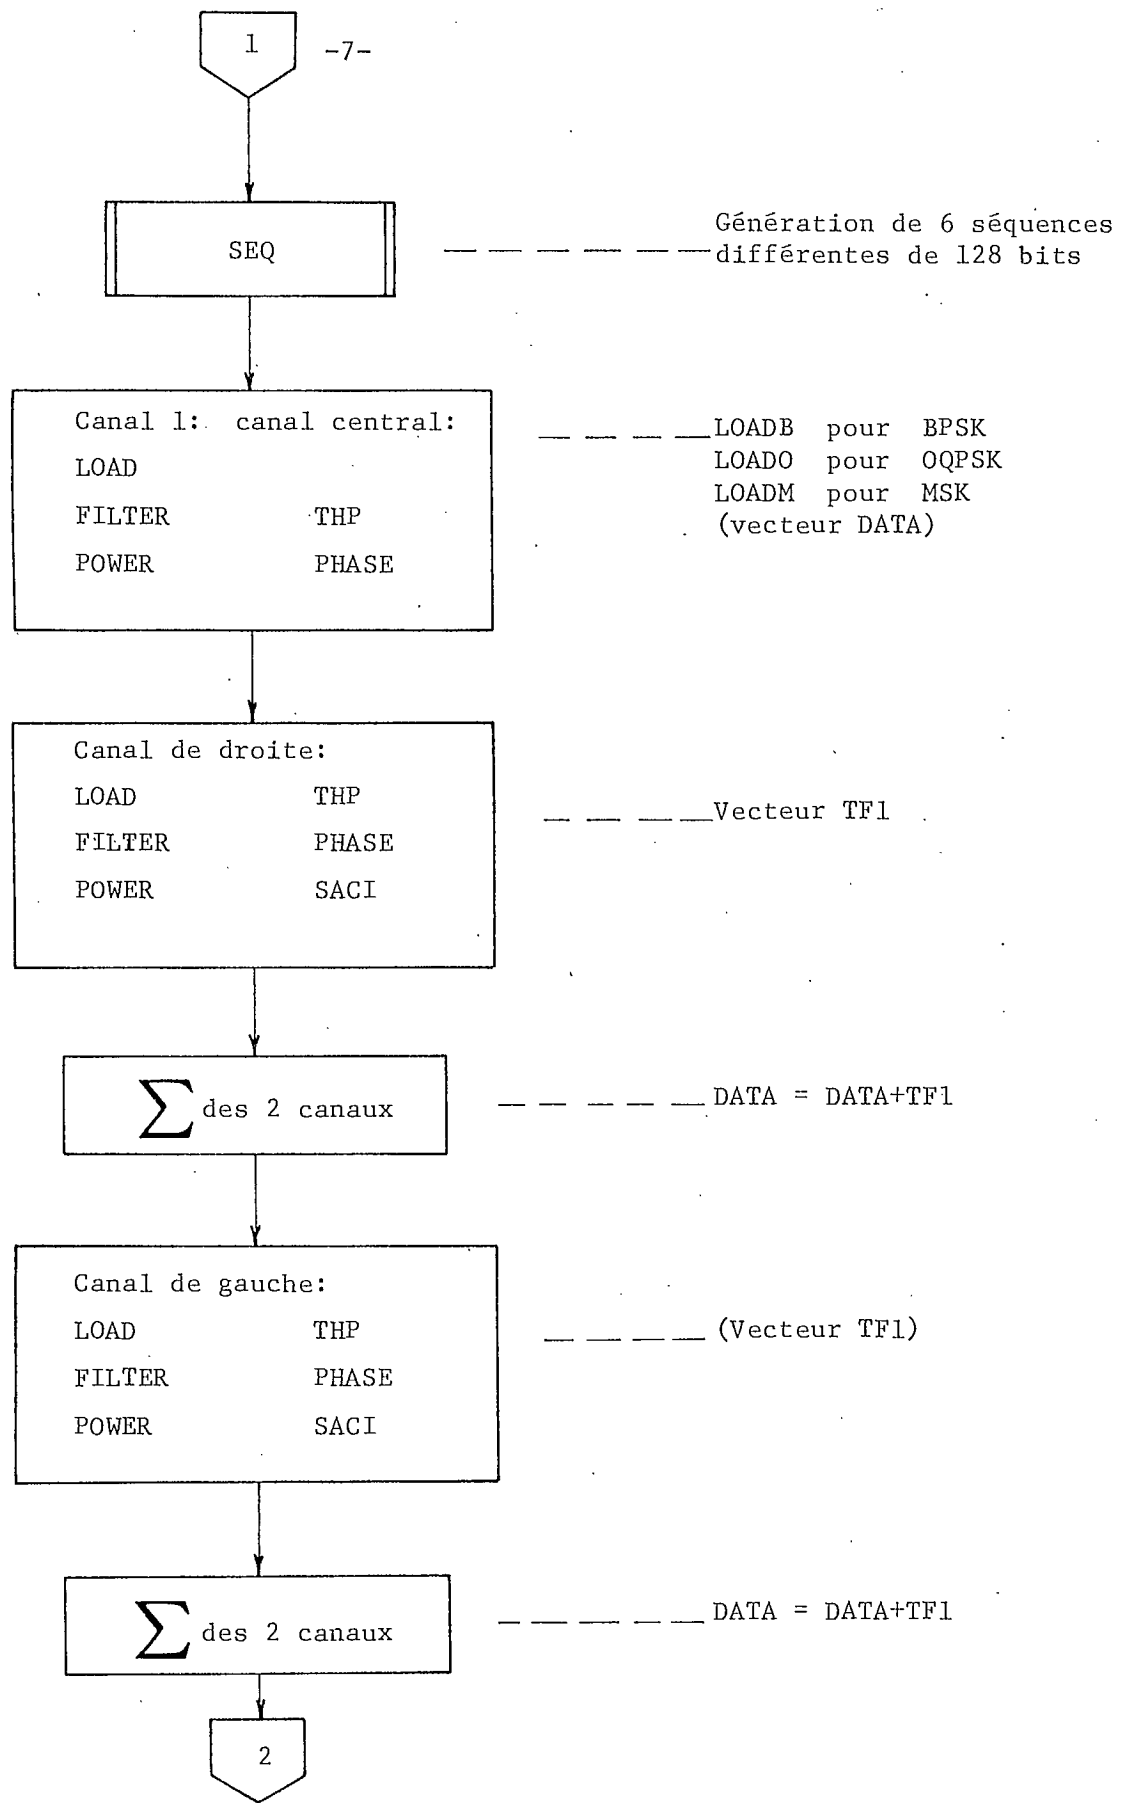 1
-7-
SEQ
Génération de 6 séquences
différentes de 128 bits
Canal 1: canal central:
LOAD
FILTER THP
POWER PHASE
LOADB pour BPSK
LOADO pour OQPSK
LOADM pour MSK
(vecteur DATA)
Canal de droite:
LOAD THP
FILTER PHASE
POWER SACI
Vecteur TF1
∑ des 2 canaux
DATA = DATA+TF1
Canal de gauche:
LOAD THP
FILTER PHASE
POWER SACI
(Vecteur TF1)
∑ des 2 canaux
DATA = DATA+TF1
2